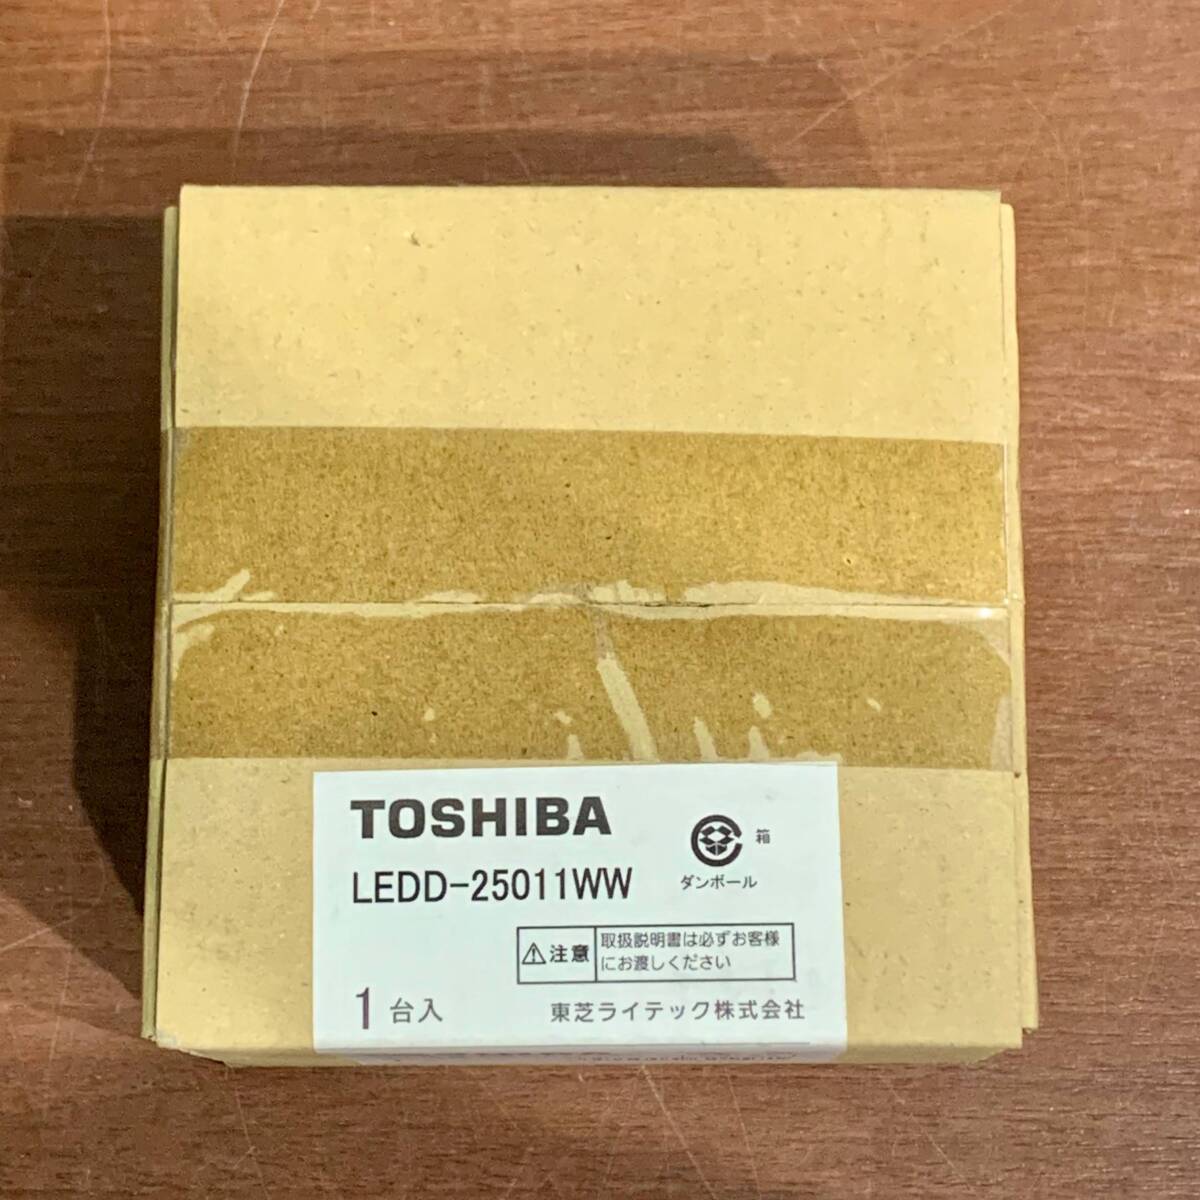 TOSHIBA
箱
ダンボール
LEDD-25011WW
注意
取扱説明書は必ずお客様
にお渡しください
1台入
東芝ライテック株式会社